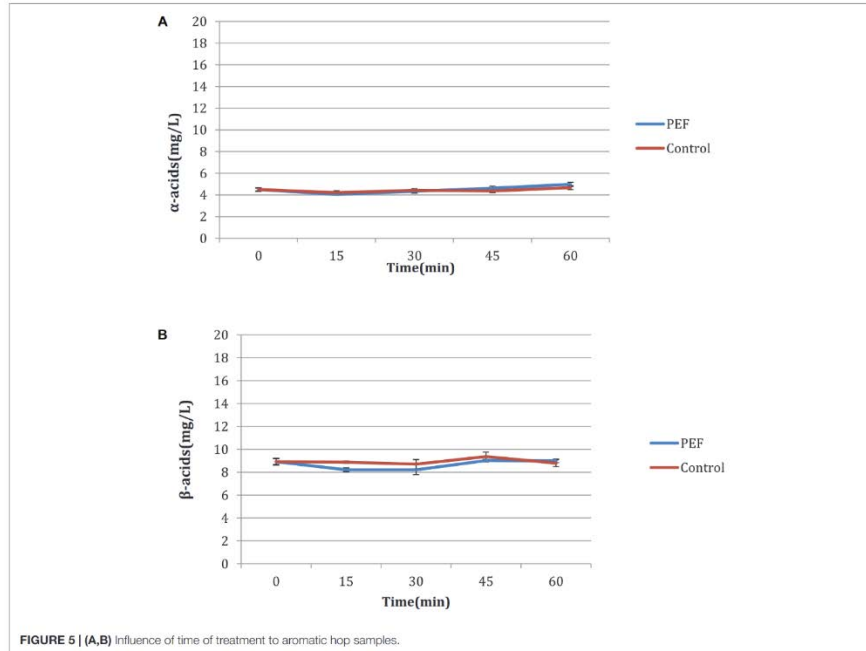 A
20
18
16
14
12
10
8
6
4
2
0
α-acids(mg/L)
0 15 30 45 60
Time(min)
PEF
Control
B
20
18
16
14
12
10
8
6
4
2
0
β-acids(mg/L)
0 15 30 45 60
Time(min)
PEF
Control
FIGURE 5 | (A,B) Influence of time of treatment to aromatic hop samples.